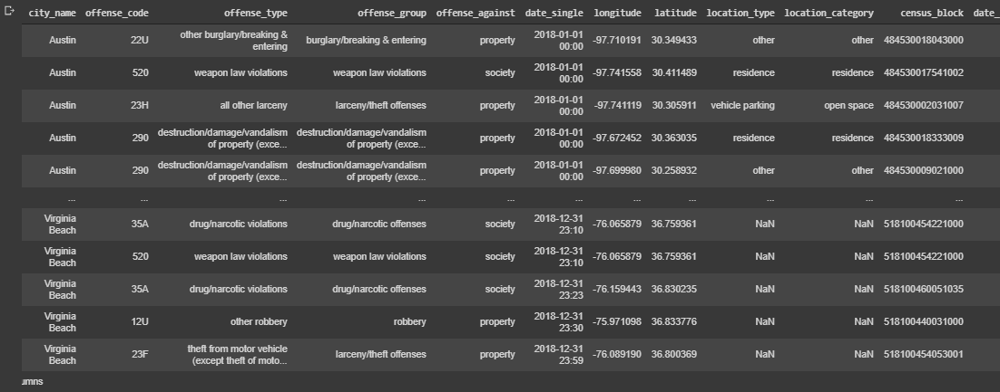 city_name offense_code offense_type offense_group offense_against date_single longitude latitude location_type location_category census_block date_
Austin 22U other burglary/breaking & entering burglary/breaking & entering property 2018-01-01 00:00 -97.710191 30.349433 other other 484530018043000
Austin 520 weapon law violations weapon law violations society 2018-01-01 00:00 -97.741558 30.411489 residence residence 484530017541002
Austin 23H all other larceny larceny/theft offenses property 2018-01-01 00:00 -97.741119 30.305911 vehicle parking open space 484530002031007
Austin 290 destruction/damage/vandalism of property (exce... destruction/damage/vandalism of property (exce... property 2018-01-01 00:00 -97.672452 30.363035 residence residence 484530018333009
Austin 290 destruction/damage/vandalism of property (exce... destruction/damage/vandalism of property (exce... property 2018-01-01 00:00 -97.699980 30.258932 other other 484530009021000
... ... ... ... ... ... ... ... ... ... ...
Virginia Beach 35A drug/narcotic violations drug/narcotic offenses society 2018-12-31 23:10 -76.065879 36.759361 NaN NaN 518100454221000
Virginia Beach 520 weapon law violations weapon law violations society 2018-12-31 23:10 -76.065879 36.759361 NaN NaN 518100454221000
Virginia Beach 35A drug/narcotic violations drug/narcotic offenses society 2018-12-31 23:23 -76.159443 36.830235 NaN NaN 518100460051035
Virginia Beach 12U other robbery robbery property 2018-12-31 23:30 -75.971098 36.833776 NaN NaN 518100440031000
Virginia Beach 23F theft from motor vehicle (except theft of moto... larceny/theft offenses property 2018-12-31 23:59 -76.089190 36.800369 NaN NaN 518100454053001
umns